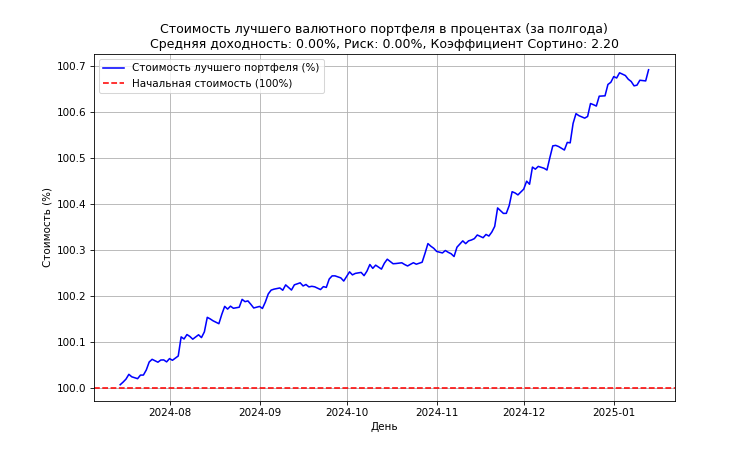 Стоимость лучшего валютного портфеля в процентах (за полгода)
Средняя доходность: 0.00%, Риск: 0.00%, Коэффициент Сортино: 2.20
Стоимость лучшего портфеля (%)
Начальная стоимость (100%)
Стоимость (%)
100.7
100.6
100.5
100.4
100.3
100.2
100.1
100.0
2024-08 2024-09 2024-10 2024-11 2024-12 2025-01
День